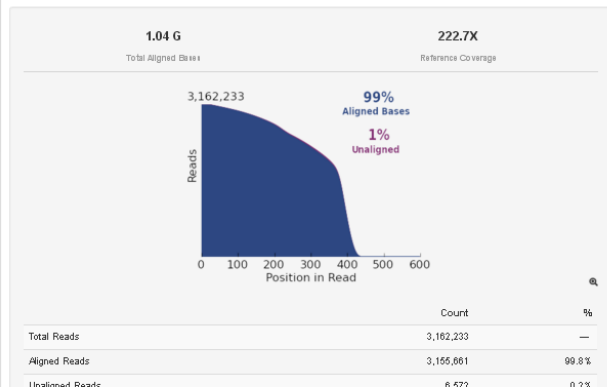 1.04 G 222.7X
Total Aligned Bases Reference Coverage
3,162,233
99%
Aligned Bases
1%
Unaligned
Reads
0 100 200 300 400 500 600
Position in Read
Count %
Total Reads 3,162,233 —
Aligned Reads 3,155,661 99.8%
Unaligned Reads 6,572 0.2%